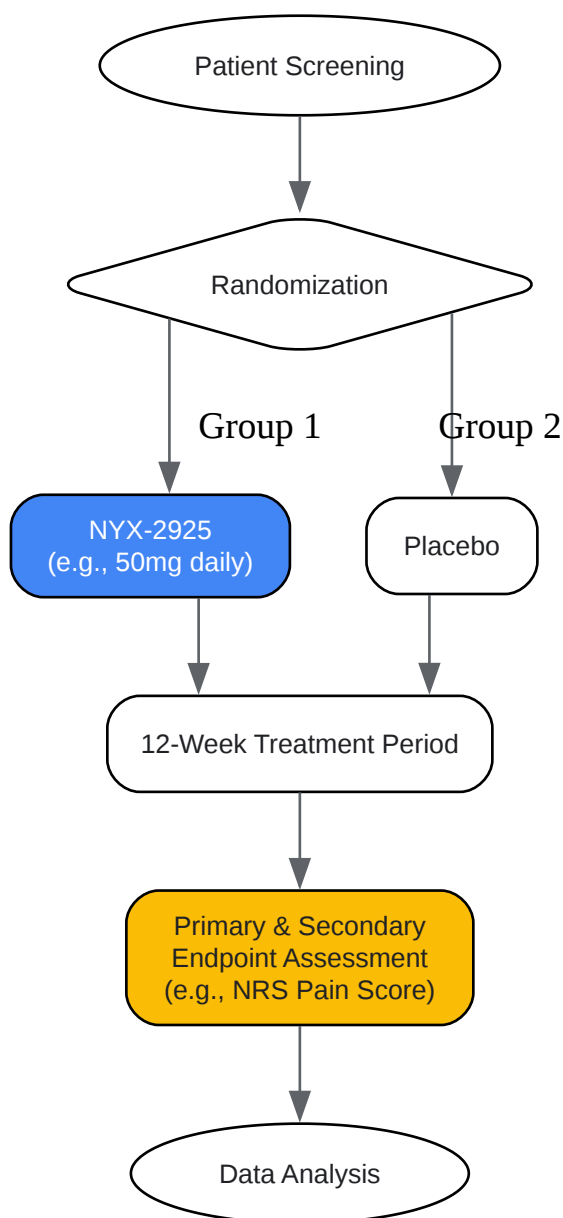 Patient Screening
Randomization
Group 1
Group 2
NYX-2925
(e.g., 50mg daily)
Placebo
12-Week Treatment Period
Primary & Secondary
Endpoint Assessment
(e.g., NRS Pain Score)
Data Analysis